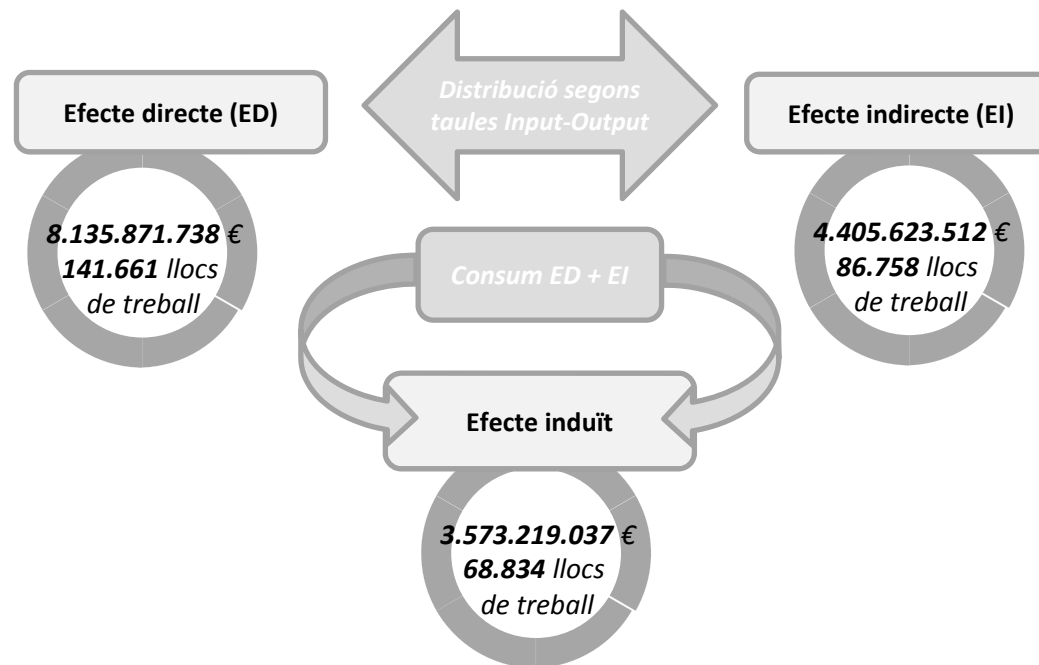 Efecte directe (ED)
Distribució segons
taules Input-Output
Efecte indirecte (EI)
8.135.871.738 €
141.661 llocs
de treball
4.405.623.512 €
86.758 llocs
de treball
Consum ED + EI
Efecte induït
3.573.219.037 €
68.834 llocs
de treball